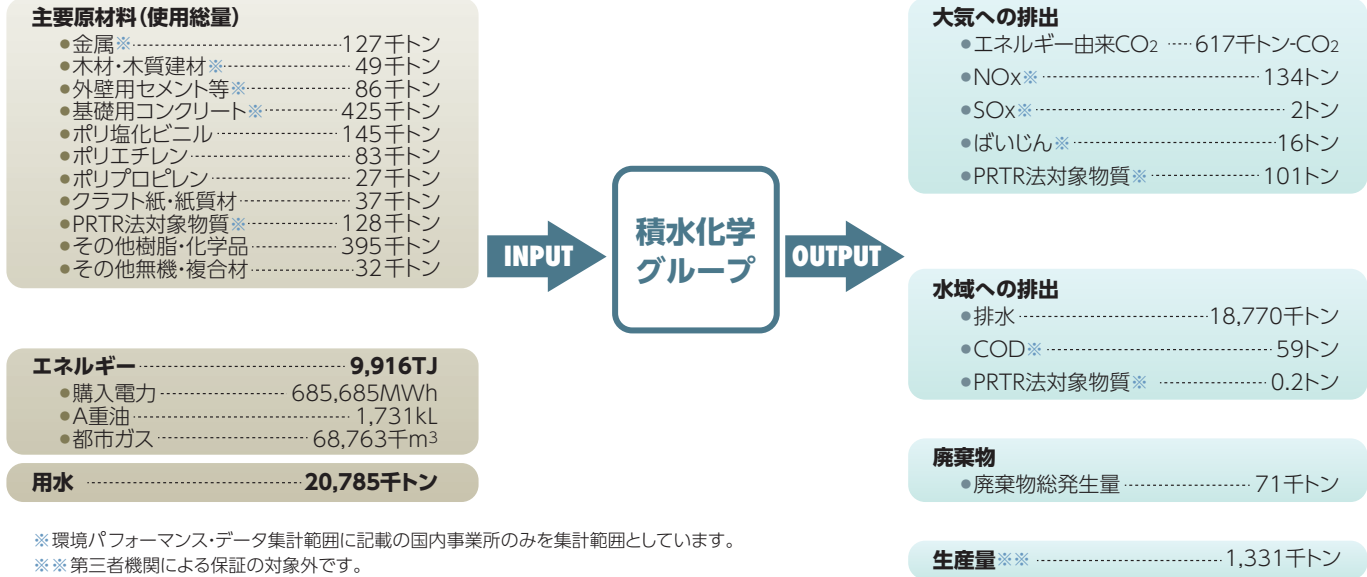 主要原材料(使用総量)
●金属※ 127千トン
●木材・木質建材※ 49千トン
●外壁用セメント等※ 86千トン
●基礎用コンクリート※ 425千トン
●ポリ塩化ビニル 145千トン
●ポリエチレン 83千トン
●ポリプロピレン 27千トン
●クラフト紙・紙質材 37千トン
●PRTR法対象物質※ 128千トン
●その他樹脂・化学品 395千トン
●その他無機・複合材 32千トン
エネルギー 9,916TJ
●購入電力 685,685MWh
●A重油 1,731kL
●都市ガス 68,763千m3
用水 20,785千トン
INPUT
積水化学
グループ
OUTPUT
大気への排出
●エネルギー由来CO2 617千トン-CO2
●NOx※ 134トン
●SOx※ 2トン
●ばいじん※ 16トン
●PRTR法対象物質※ 101トン
水域への排出
●排水 18,770千トン
●COD※ 59トン
●PRTR法対象物質※ 0.2トン
廃棄物
●廃棄物総発生量 71千トン
生産量※※ 1,331千トン
※環境パフォーマンス・データ集計範囲に記載の国内事業所のみを集計範囲としています。
※※第三者機関による保証の対象外です。